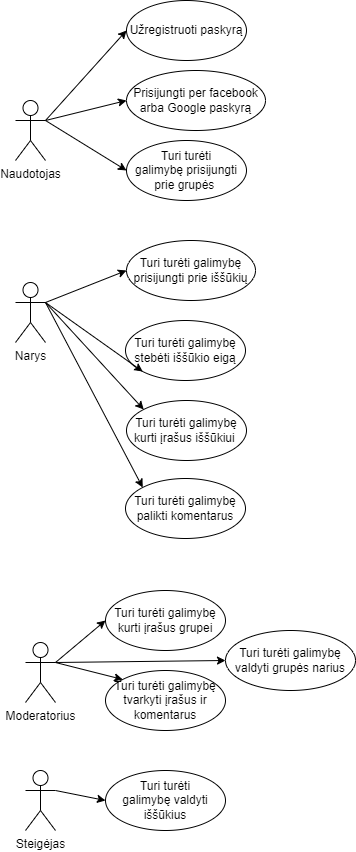 Užregistruoti paskyrą
Prisijungti per facebook
arba Google paskyrą
Turi turėti
galimybę prisijungti
prie grupės
Naudotojas
Turi turėti galimybę
prisijungti prie iššūkių
Turi turėti galimybę
stebėti iššūkio eigą
Narys
Turi turėti galimybę
kurti įrašus iššūkiui
Turi turėti galimybę
palikti komentarus
Turi turėti galimybę
kurti įrašus grupei
Turi turėti galimybę
valdyti grupės narius
Turi turėti galimybę
tvarkyti įrašus ir
komentarus
Moderatorius
Turi turėti
galimybę valdyti
iššūkius
Steigėjas